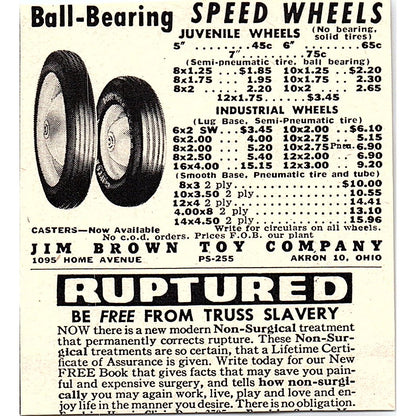 Ball-Bearing SPEED WHEELS
JUVENILE WHEELS (No bearing, solid tires)
5" .....45c 6" .......65c
7" .......75c
(Semi-pneumatic tire, ball bearing)
8x1.25 ...$1.85 10x1.25 ...$2.20
8x1.75 ... 1.95 10x1.75 ... 2.30
8x2 ..... 2.20 10x2 ..... 2.65
12x1.75 ....$3.45
INDUSTRIAL WHEELS
(Lug Base, Semi-Pneumatic tire)
6x2 SW...$3.45 10x2.00 ...$6.10
6x2.00 ... 4.00 10x2.75 ... 5.15
8x2.00 ... 5.20 10x2.75 Pneu. 6.90
8x2.50 ... 5.40 12x2.00 ... 6.90
16x4.00 ...15.15 12x3.00 ... 9.20
(Smooth Base, Pneumatic tire and tube)
8x3 2 ply..............$10.00
10x3.50 2 ply.............. 10.55
12x4 2 ply.............. 14.41
4.00x8 2 ply.............. 13.10
14x4.50 2 ply.............. 15.96
CASTERS—Now Available Write for circulars on all wheels.
No c.o.d. orders. Prices F.O.B. our plant
JIM BROWN TOY COMPANY
1095 HOME AVENUE PS-255 AKRON 10, OHIO
RUPTURED
BE FREE FROM TRUSS SLAVERY
NOW there is a new modern Non-Surgical treatment
that permanently corrects rupture. These Non-Sur-
gical treatments are so certain, that a Lifetime Certi-
ficate of Assurance is given. Write today for our New
FREE Book that gives facts that may save you pain-
ful and expensive surgery, and tells how non-surgi-
cally you may again work, live, play, love and en-
joy life in the manner you desire. There is no obligation.